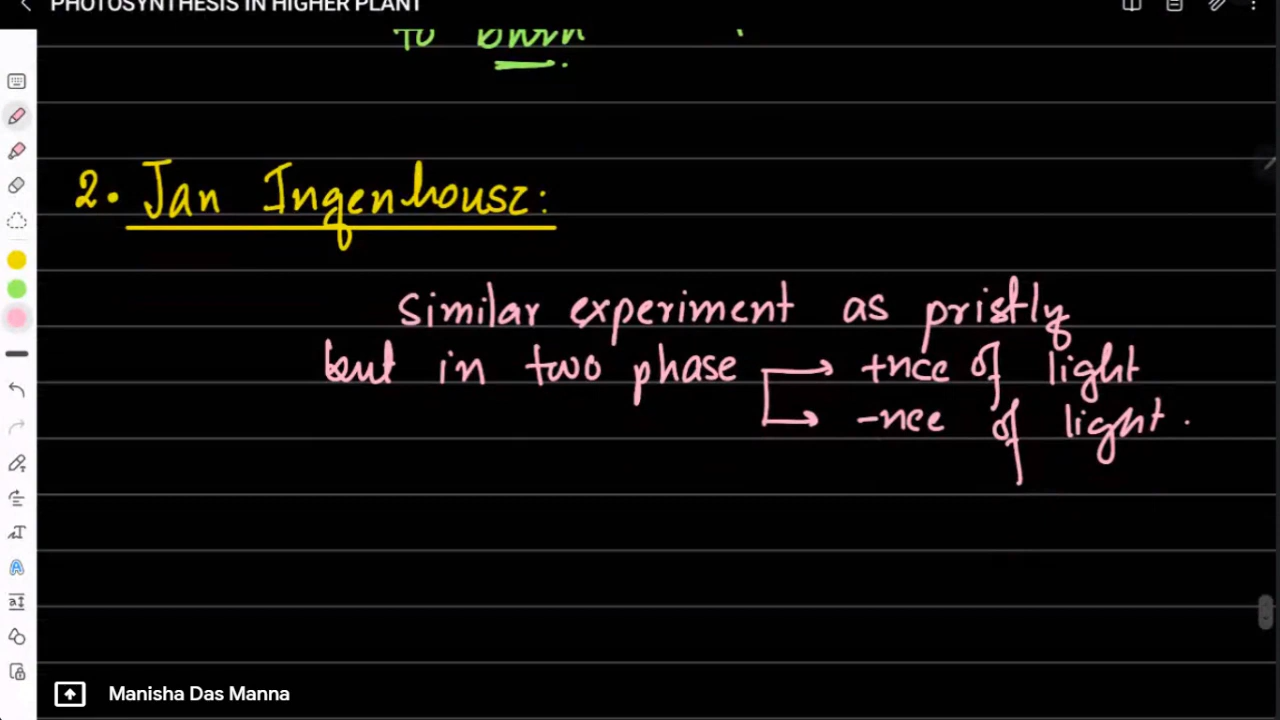 PHOTOSYNTHESIS IN HIGHER PLANT
to
2. Jan Ingenhousz:
Similar experiment as pristly
but in two phase → +nce of light
→ -nce of light.
Manisha Das Manna